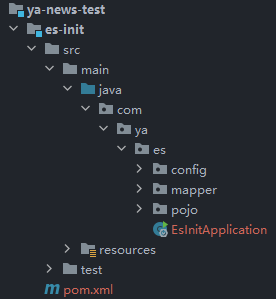 ya-news-test
es-init
src
main
java
com
ya
es
config
mapper
pojo
EsInitApplication
resources
test
pom.xml